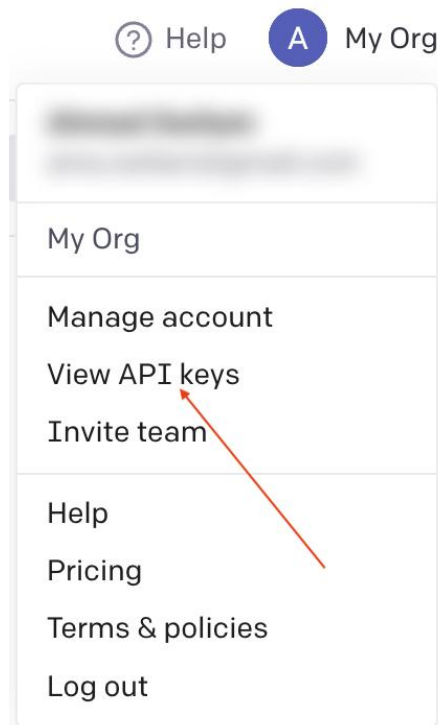 ? Help A My Org
My Org
Manage account
View API keys
Invite team
Help
Pricing
Terms & policies
Log out